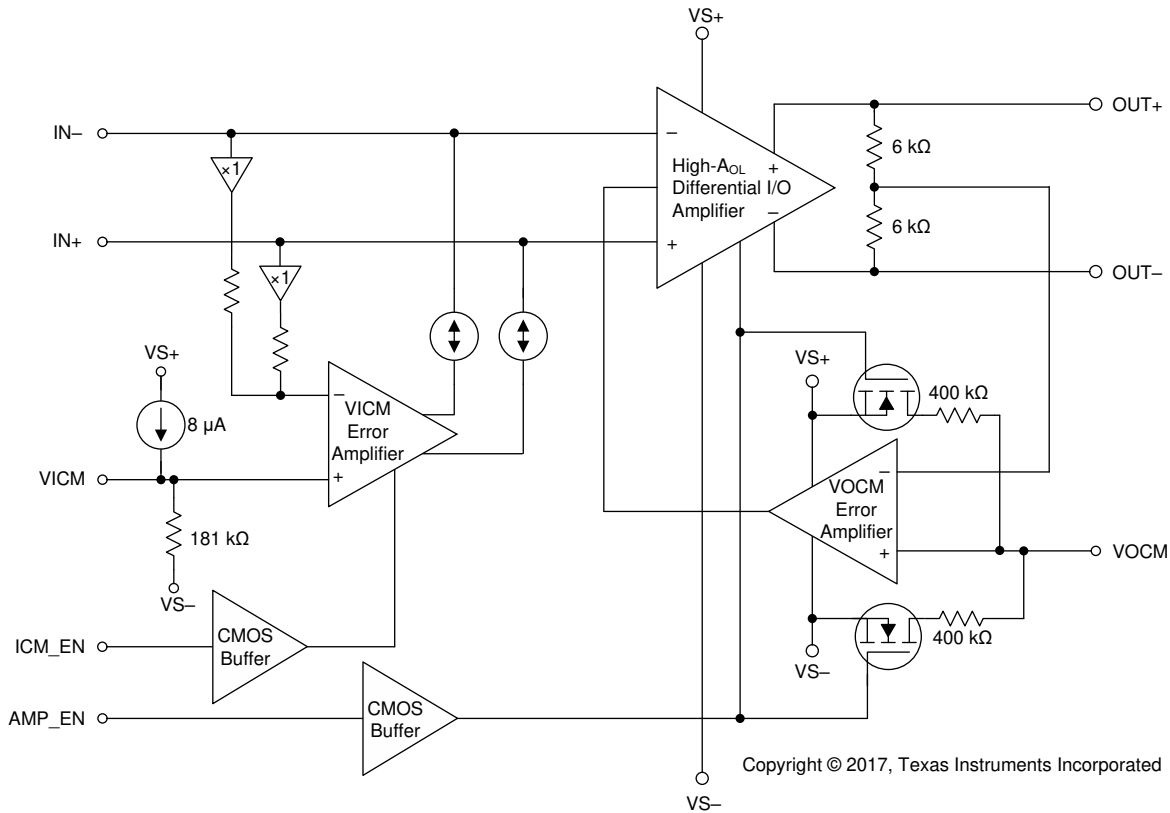 VS+
IN–
OUT+
×1
–
High-AOL
Differential I/O
Amplifier
+
–
+
6 kΩ
6 kΩ
IN+
×1
OUT–
VS+
8 µA
–
VICM
Error
Amplifier
+
VICM
181 kΩ
VS–
VS+
400 kΩ
–
VOCM
Error
Amplifier
+
VOCM
400 kΩ
VS–
ICM_EN
CMOS
Buffer
AMP_EN
CMOS
Buffer
Copyright © 2017, Texas Instruments Incorporated
VS–